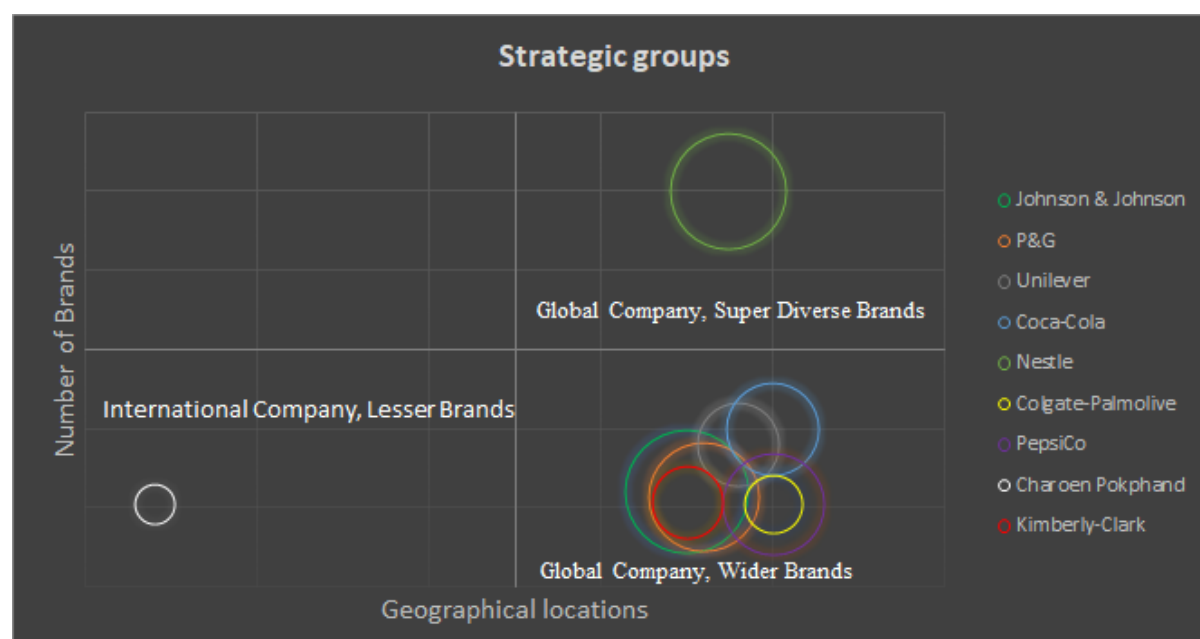 Strategic groups
Number of Brands
Global Company, Super Diverse Brands
International Company, Lesser Brands
Global Company, Wider Brands
Geographical locations
Johnson & Johnson
P&G
Unilever
Coca-Cola
Nestle
Colgate-Palmolive
PepsiCo
Charoen Pokphand
Kimberly-Clark